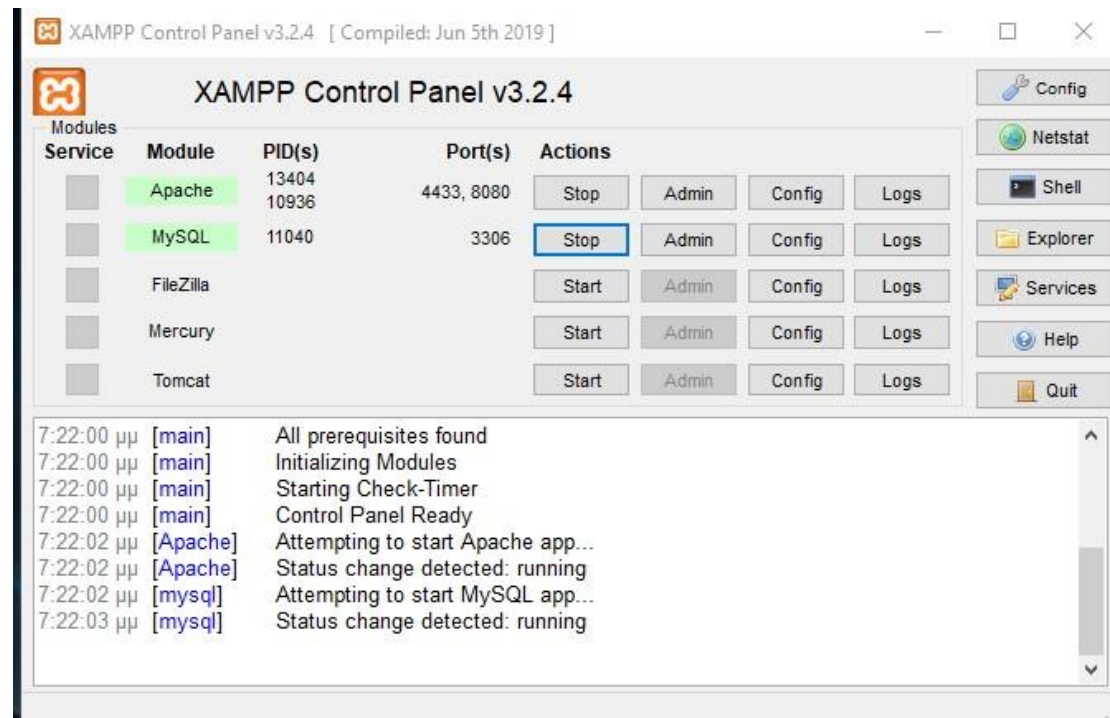 XAMPP Control Panel v3.2.4 [ Compiled: Jun 5th 2019 ]
XAMPP Control Panel v3.2.4
Config
Modules
Service Module PID(s) Port(s) Actions
Netstat
Apache 13404 10936 4433, 8080 Stop Admin Config Logs
Shell
MySQL 11040 3306 Stop Admin Config Logs
Explorer
FileZilla Start Admin Config Logs
Services
Mercury Start Admin Config Logs
Help
Tomcat Start Admin Config Logs
Quit
7:22:00 μμ [main] All prerequisites found
7:22:00 μμ [main] Initializing Modules
7:22:00 μμ [main] Starting Check-Timer
7:22:00 μμ [main] Control Panel Ready
7:22:02 μμ [Apache] Attempting to start Apache app...
7:22:02 μμ [Apache] Status change detected: running
7:22:02 μμ [mysql] Attempting to start MySQL app...
7:22:03 μμ [mysql] Status change detected: running